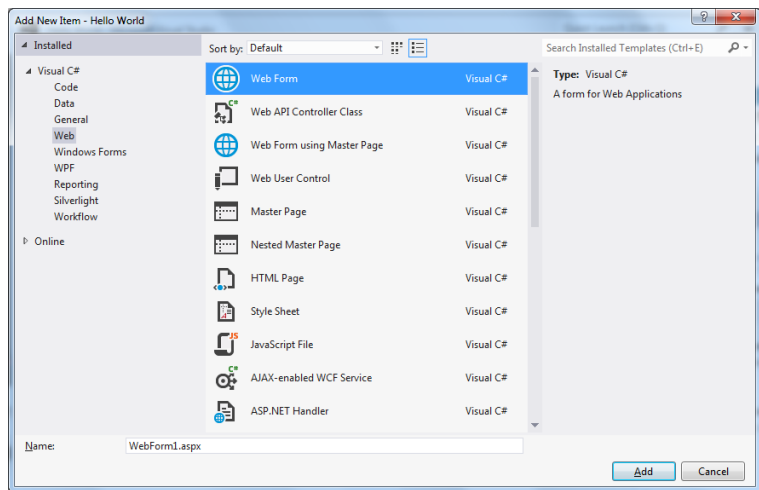 Add New Item - Hello World
Installed
Sort by: Default
Search Installed Templates (Ctrl+E)
Visual C#
Code
Data
General
Web
Windows Forms
WPF
Reporting
Silverlight
Workflow
Online
Web Form Visual C#
Web API Controller Class Visual C#
Web Form using Master Page Visual C#
Web User Control Visual C#
Master Page Visual C#
Nested Master Page Visual C#
HTML Page Visual C#
Style Sheet Visual C#
JavaScript File Visual C#
AJAX-enabled WCF Service Visual C#
ASP.NET Handler Visual C#
Type: Visual C#
A form for Web Applications
Name: WebForm1.aspx
Add Cancel